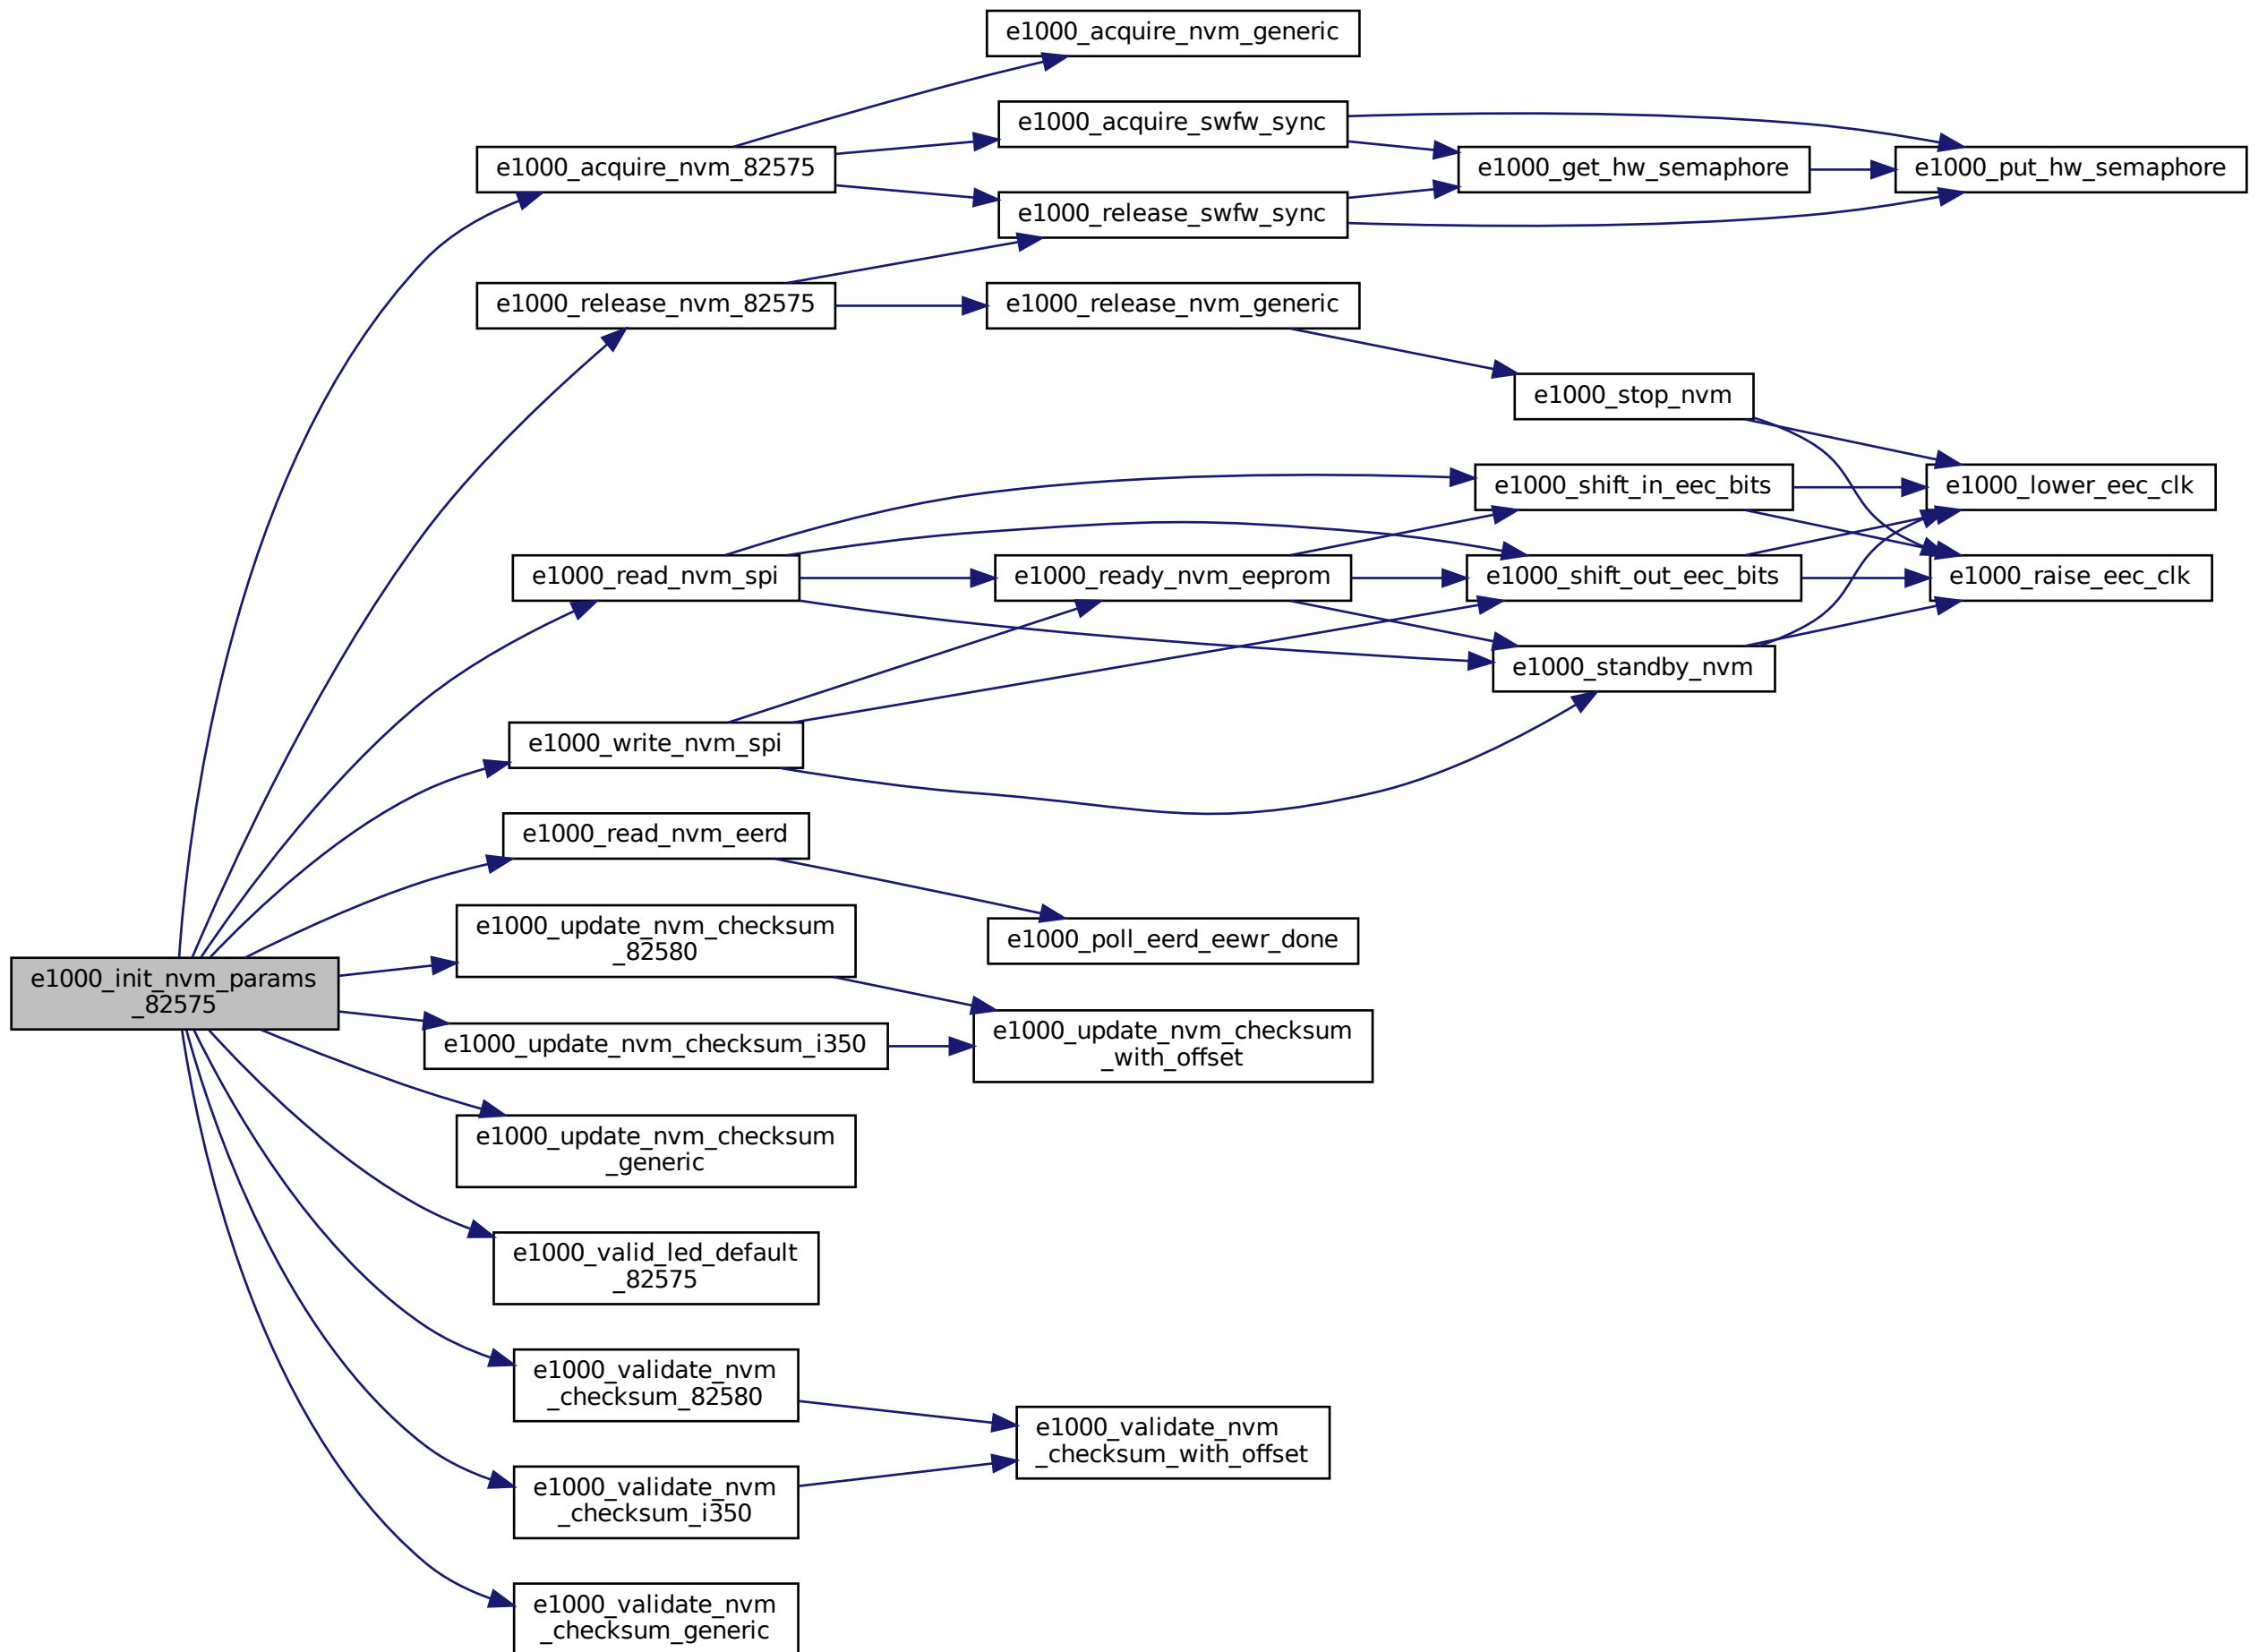 e1000_acquire_nvm_generic
e1000_acquire_swfw_sync
e1000_acquire_nvm_82575
e1000_get_hw_semaphore
e1000_put_hw_semaphore
e1000_release_swfw_sync
e1000_release_nvm_82575
e1000_release_nvm_generic
e1000_stop_nvm
e1000_shift_in_eec_bits
e1000_lower_eec_clk
e1000_read_nvm_spi
e1000_ready_nvm_eeprom
e1000_shift_out_eec_bits
e1000_raise_eec_clk
e1000_standby_nvm
e1000_write_nvm_spi
e1000_read_nvm_eerd
e1000_update_nvm_checksum
_82580
e1000_poll_eerd_eewr_done
e1000_init_nvm_params
_82575
e1000_update_nvm_checksum_i350
e1000_update_nvm_checksum
_with_offset
e1000_update_nvm_checksum
_generic
e1000_valid_led_default
_82575
e1000_validate_nvm
_checksum_82580
e1000_validate_nvm
_checksum_with_offset
e1000_validate_nvm
_checksum_i350
e1000_validate_nvm
_checksum_generic